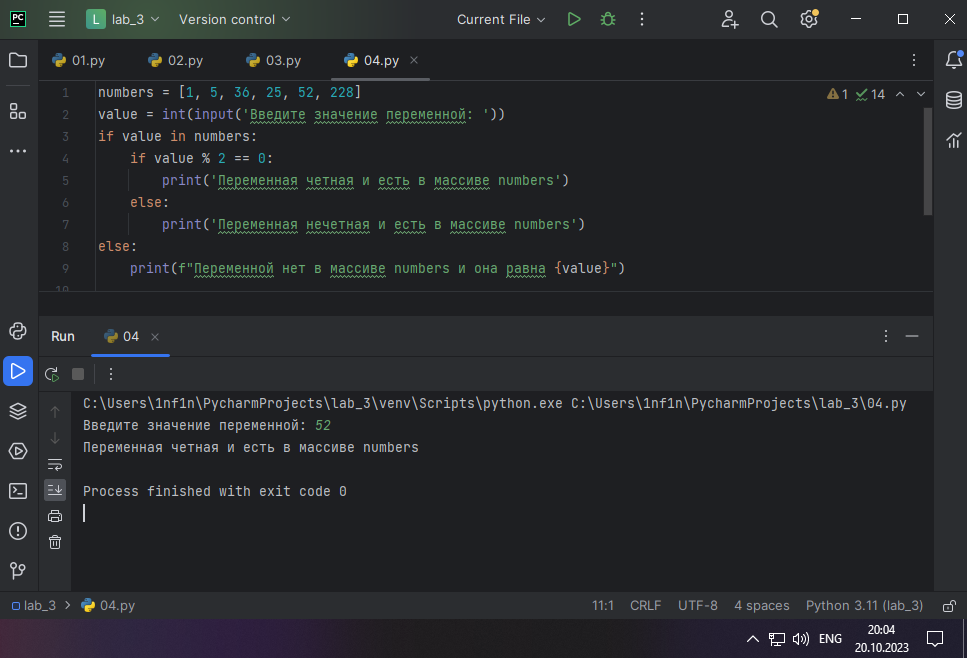 PC L lab_3 Version control Current File
01.py 02.py 03.py 04.py
1 numbers = [1, 5, 36, 25, 52, 228] 1 14
2 value = int(input('Введите значение переменной: '))
3 if value in numbers:
4 if value % 2 == 0:
5 print('Переменная четная и есть в массиве numbers')
6 else:
7 print('Переменная нечетная и есть в массиве numbers')
8 else:
9 print(f"Переменной нет в массиве numbers и она равна {value}")
10
Run 04
C:\Users\1nf1n\PycharmProjects\lab_3\venv\Scripts\python.exe C:\Users\1nf1n\PycharmProjects\lab_3\04.py
Введите значение переменной: 52
Переменная четная и есть в массиве numbers
Process finished with exit code 0
lab_3 04.py 11:1 CRLF UTF-8 4 spaces Python 3.11 (lab_3)
ENG 20:04
20.10.2023